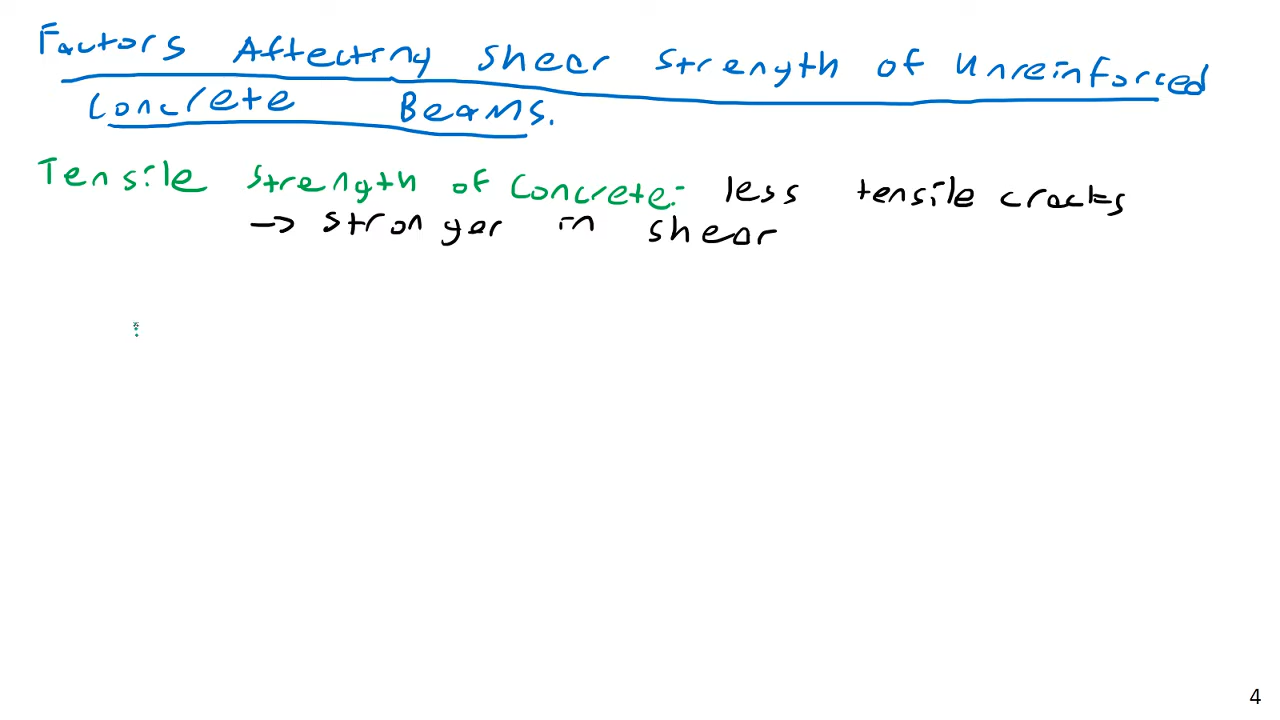 Factors Affecting Shear Strength of Unreinforced
Concrete Beams.
Tensile Strength of Concrete: less tensile cracks
→ stronger in shear
4